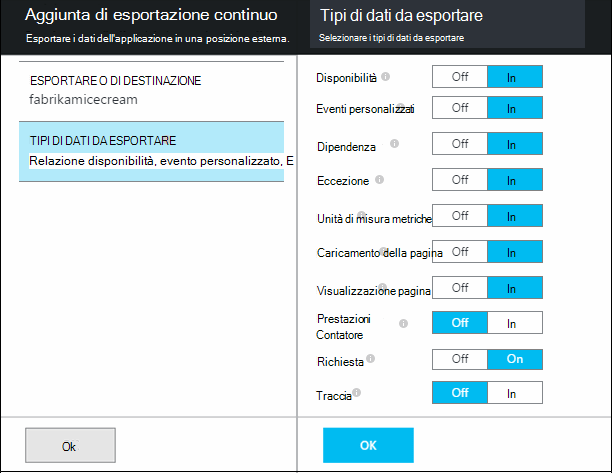 Aggiunta di esportazione continuo
Esportare i dati dell'applicazione in una posizione esterna.
ESPORTARE O DI DESTINAZIONE
fabrikamicecream
TIPI DI DATI DA ESPORTARE
Relazione disponibilità, evento personalizzato, E
Ok
Tipi di dati da esportare
Selezionare i tipi di dati da esportare
Disponibilità Off In
Eventi personalizzati Off In
Dipendenza Off In
Eccezione Off In
Unità di misura metriche Off In
Caricamento della pagina Off In
Visualizzazione pagina Off In
Prestazioni
Contatore Off In
Richiesta Off On
Traccia Off In
OK